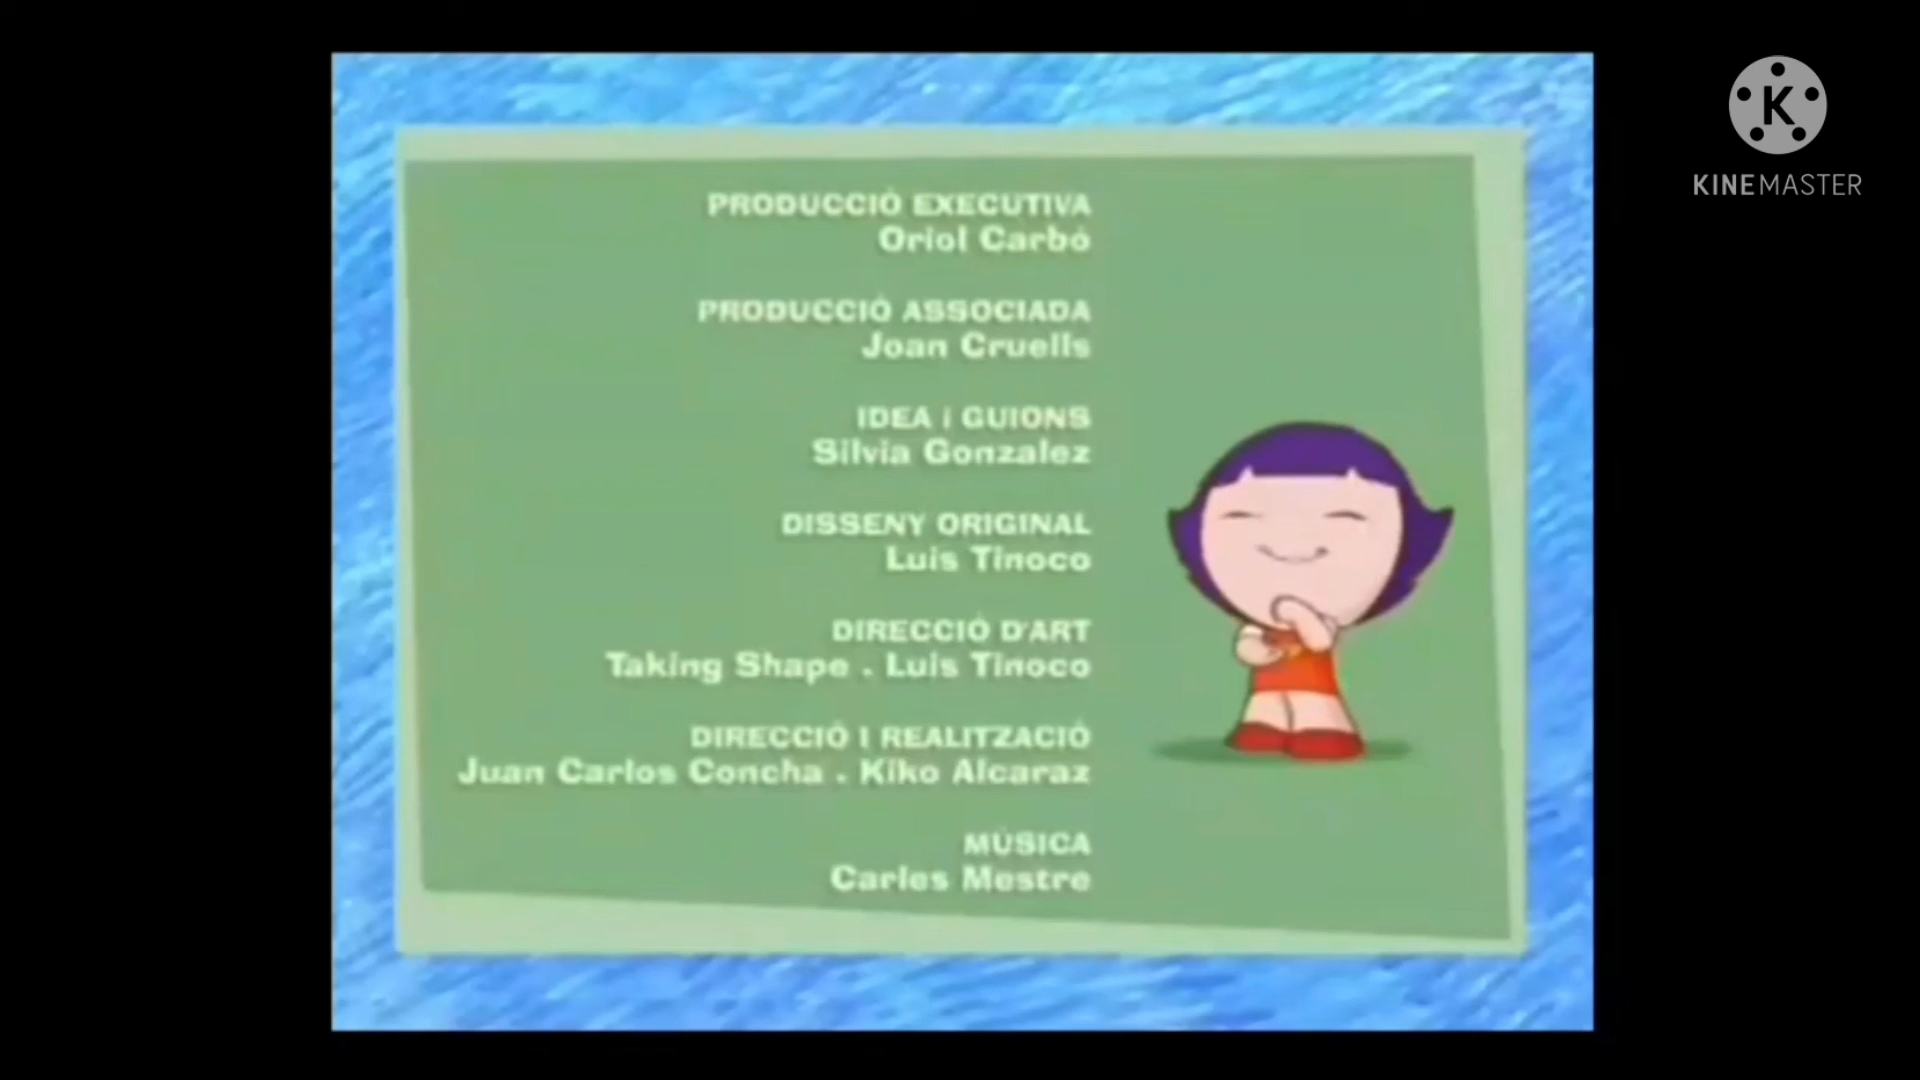 PRODUCCIÓ EXECUTIVA
Oriol Carbó
PRODUCCIÓ ASSOCIADA
Joan Cruells
IDEA i GUIONS
Silvia Gonzalez
DISSENY ORIGINAL
Luis Tinoco
DIRECCIÓ D'ART
Taking Shape . Luis Tinoco
DIRECCIÓ I REALITZACIÓ
Juan Carlos Concha . Kiko Alcaraz
MÚSICA
Carles Mestre
K
KINEMASTER